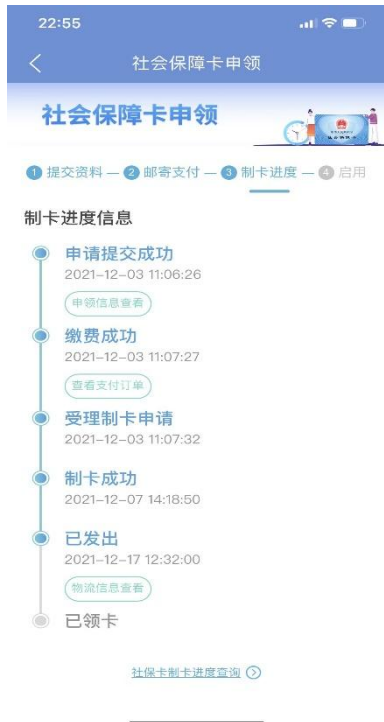 22:55
社会保障卡申领
社会保障卡申领
1 提交资料 — 2 邮寄支付 — 3 制卡进度 — 4 启用
制卡进度信息
申请提交成功
2021-12-03 11:06:26
申领信息查看
缴费成功
2021-12-03 11:07:27
查看支付订单
受理制卡申请
2021-12-03 11:07:32
制卡成功
2021-12-07 14:18:50
已发出
2021-12-17 12:32:00
物流信息查看
已领卡
社保卡制卡进度查询